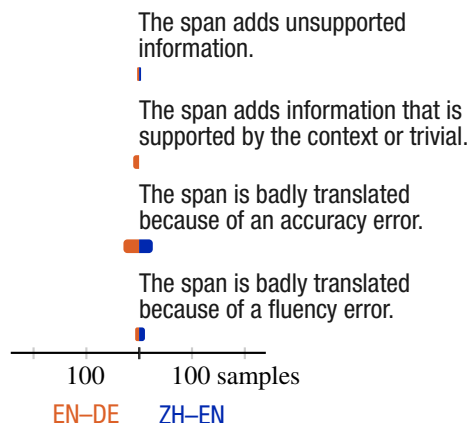 The span adds unsupported
information.
The span adds information that is
supported by the context or trivial.
The span is badly translated
because of an accuracy error.
The span is badly translated
because of a fluency error.
100 100 samples
EN–DE ZH–EN